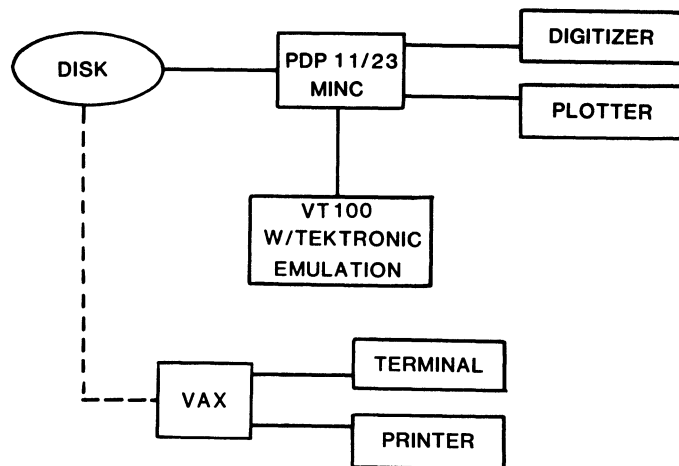 DISK
PDP 11/23
MINC
DIGITIZER
PLOTTER
VT100
W/TEKTRONIC
EMULATION
VAX
TERMINAL
PRINTER